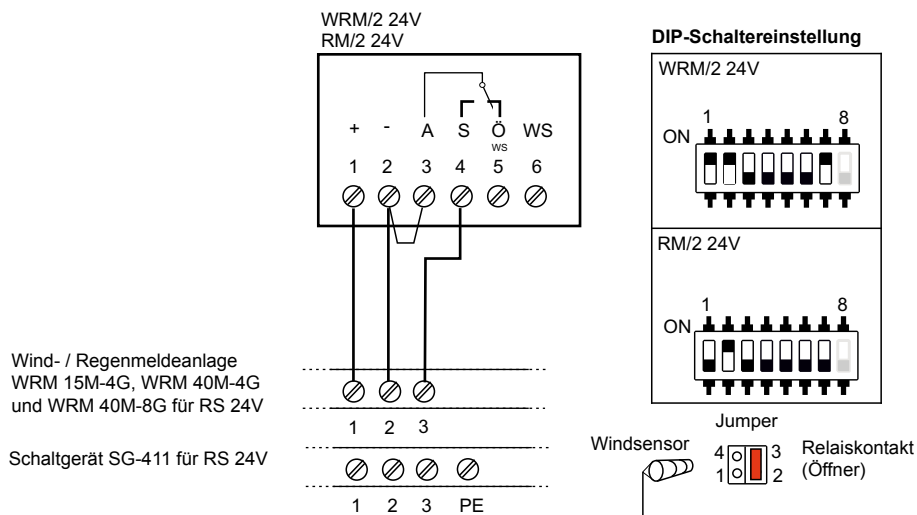 WRM/2 24V
RM/2 24V
+ - A S Ö WS
WS
1 2 3 4 5 6
DIP-Schaltereinstellung
WRM/2 24V
1 8
ON
RM/2 24V
1 8
ON
Wind- / Regenmeldeanlage
WRM 15M-4G, WRM 40M-4G
und WRM 40M-8G für RS 24V
1 2 3
Schaltgerät SG-411 für RS 24V
1 2 3 PE
Jumper
Windsensor
4 3
1 2
Relaiskontakt
(Öffner)